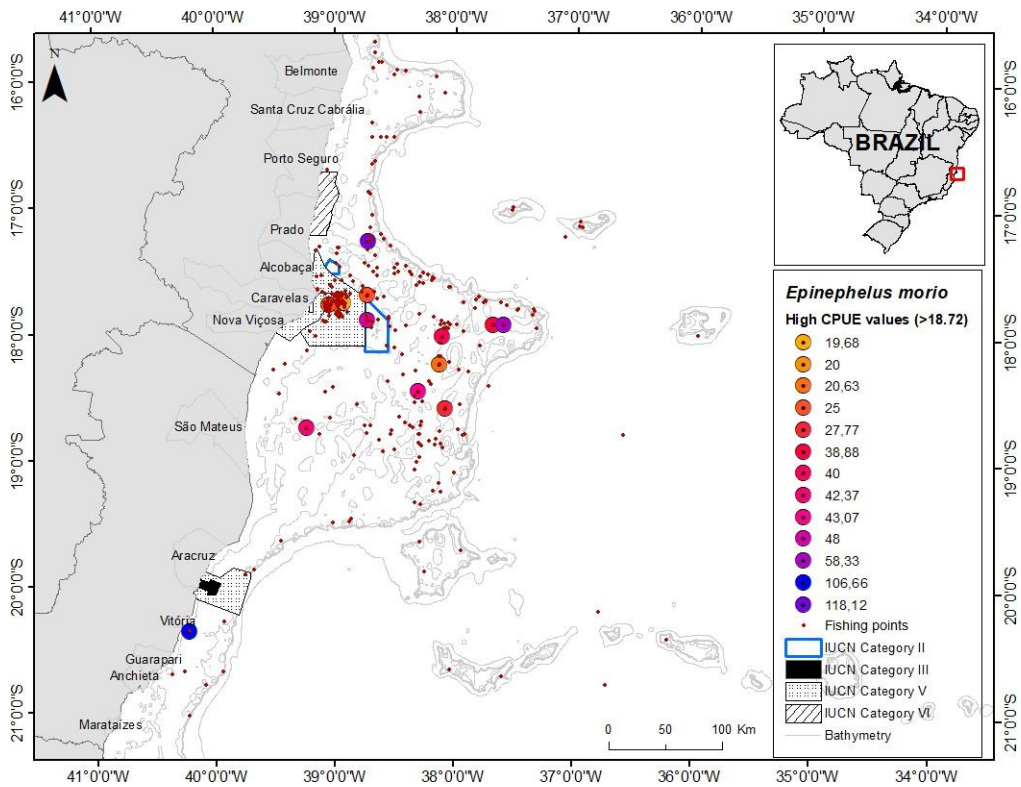 41°0'0"W 40°0'0"W 39°0'0"W 38°0'0"W 37°0'0"W 36°0'0"W 35°0'0"W 34°0'0"W
N
16°0'0"S
17°0'0"S
18°0'0"S
19°0'0"S
20°0'0"S
21°0'0"S
Belmonte
Santa Cruz Cabrália
Porto Seguro
Prado
Alcobaça
Caravelas
Nova Viçosa
São Mateus
Aracruz
Vitória
Guarapari
Anchieta
Marataízes
0 50 100 Km
BRAZIL
Epinephelus morio
High CPUE values (>18.72)
19,68
20
20,63
25
27,77
38,88
40
42,37
43,07
48
58,33
106,66
118,12
Fishing points
IUCN Category II
IUCN Category III
IUCN Category V
IUCN Category VI
Bathymetry
16°0'0"S
17°0'0"S
18°0'0"S
19°0'0"S
20°0'0"S
21°0'0"S
41°0'0"W 40°0'0"W 39°0'0"W 38°0'0"W 37°0'0"W 36°0'0"W 35°0'0"W 34°0'0"W